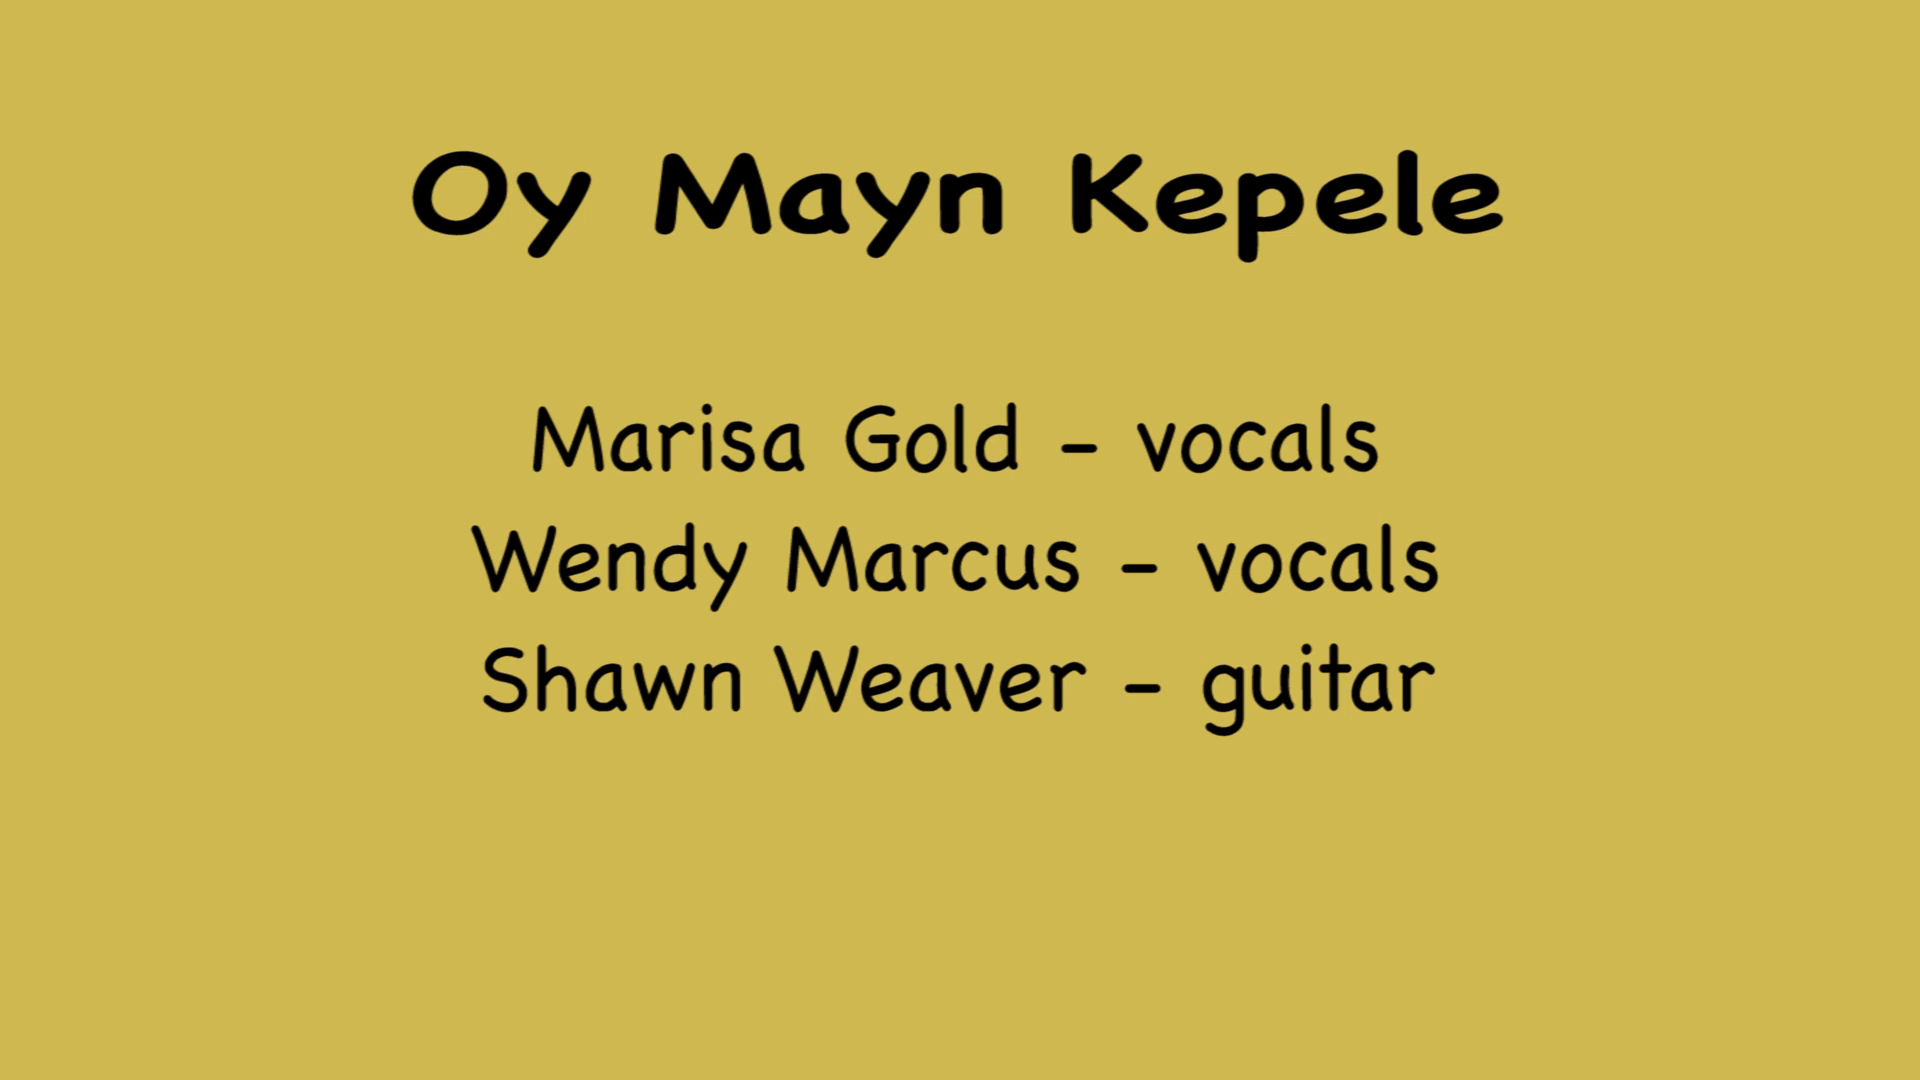 Oy Mayn Kepele
Marisa Gold - vocals
Wendy Marcus - vocals
Shawn Weaver - guitar